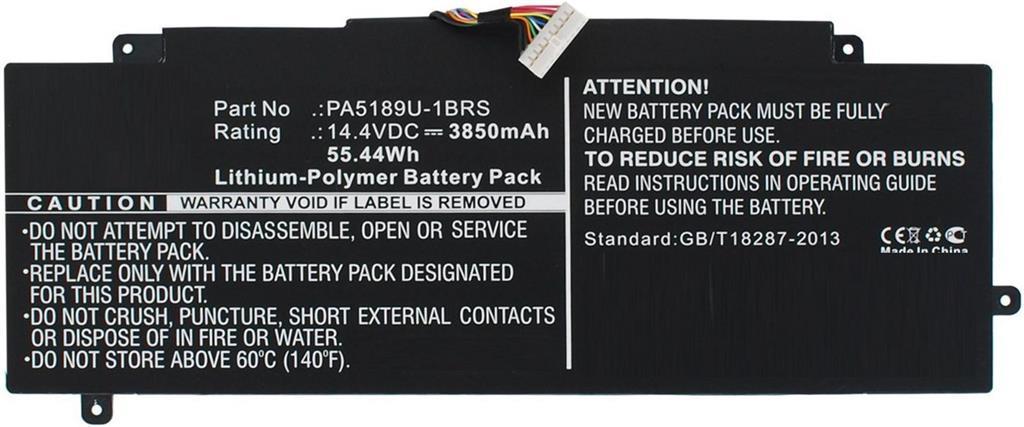 Part No .:PA5189U-1BRS
Rating .:14.4VDC⎓3850mAh
55.44Wh
Lithium-Polymer Battery Pack
CAUTION WARRANTY VOID IF LABEL IS REMOVED
·DO NOT ATTEMPT TO DISASSEMBLE, OPEN OR SERVICE
THE BATTERY PACK.
·REPLACE ONLY WITH THE BATTERY PACK DESIGNATED
FOR THIS PRODUCT.
·DO NOT CRUSH, PUNCTURE, SHORT EXTERNAL CONTACTS
OR DISPOSE OF IN FIRE OR WATER.
·DO NOT STORE ABOVE 60°C (140°F).
ATTENTION!
NEW BATTERY PACK MUST BE FULLY
CHARGED BEFORE USE.
TO REDUCE RISK OF FIRE OR BURNS
READ INSTRUCTIONS IN OPERATING GUIDE
BEFORE USING THE BATTERY.
Standard:GB/T18287-2013
CE
Made In China